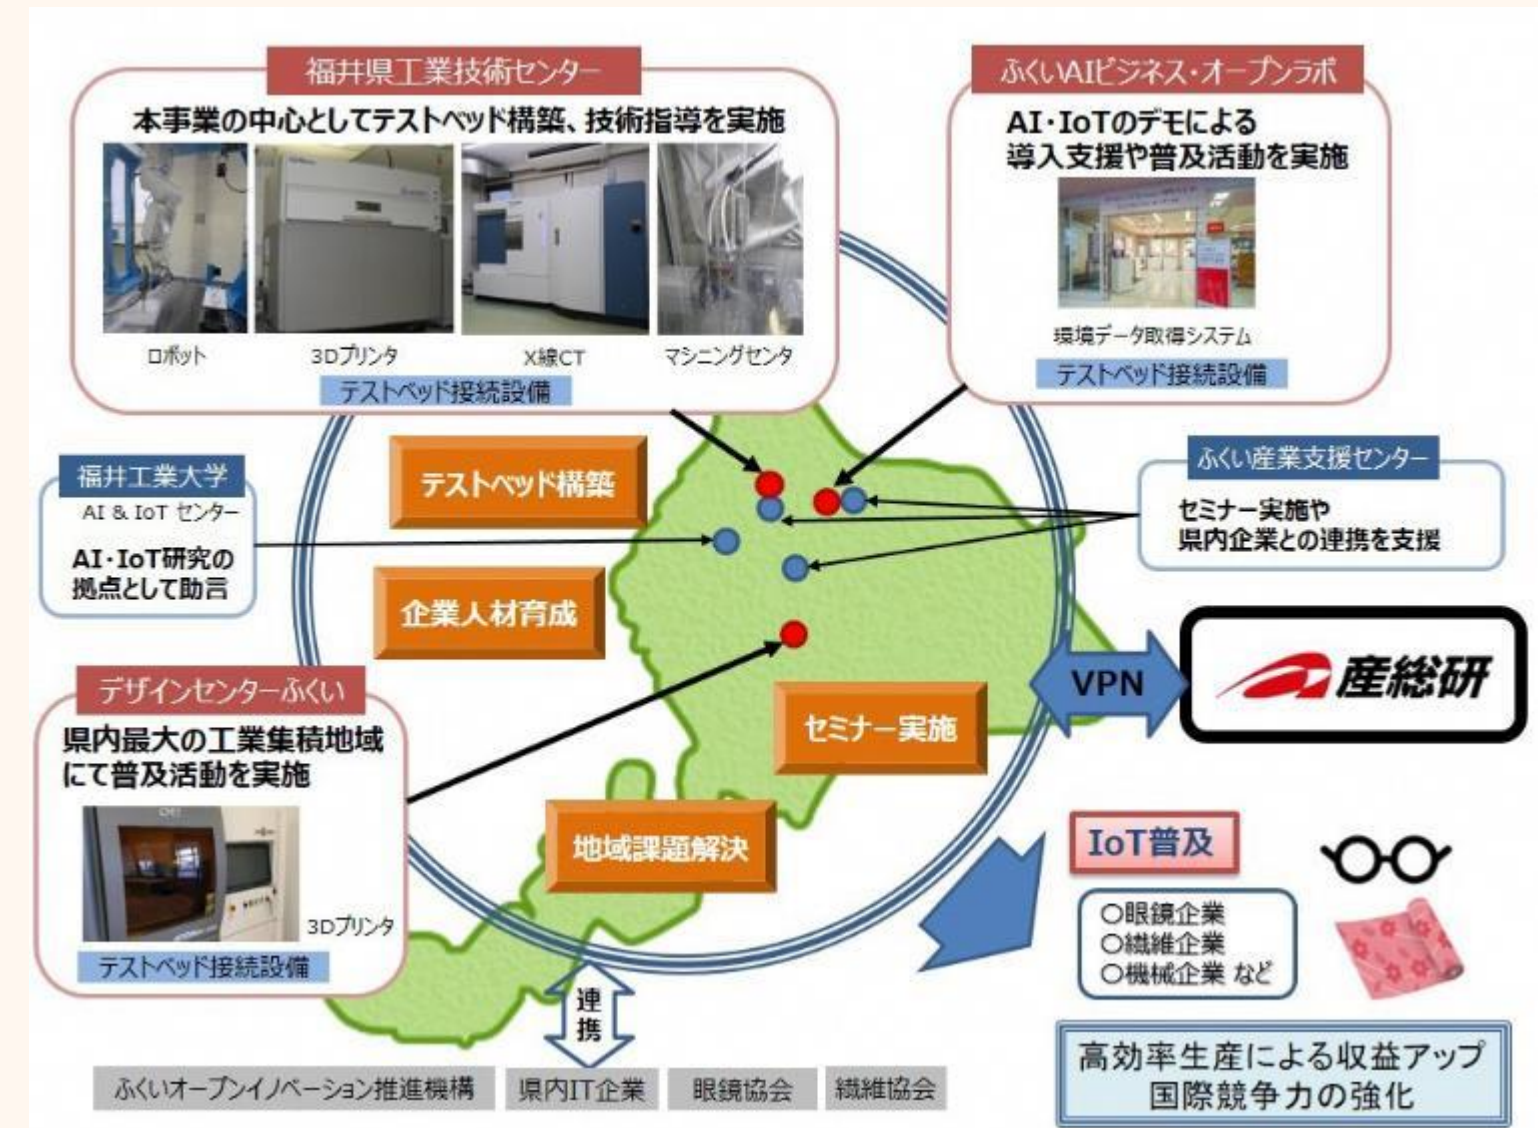 福井県工業技術センター
本事業の中心としてテストベッド構築、技術指導を実施
ロボット
3Dプリンタ
X線CT
マシニングセンタ
テストベッド接続設備
ふくいAIビジネス・オープンラボ
AI・IoTのデモによる
導入支援や普及活動を実施
環境データ取得システム
テストベッド接続設備
福井工業大学
AI & IoT センター
AI・IoT研究の
拠点として助言
テストベッド構築
企業人材育成
ふくい産業支援センター
セミナー実施や
県内企業との連携を支援
デザインセンターふくい
県内最大の工業集積地域
にて普及活動を実施
3Dプリンタ
テストベッド接続設備
セミナー実施
地域課題解決
VPN
産総研
IoT普及
○眼鏡企業
○繊維企業
○機械企業 など
連
携
ふくいオープンイノベーション推進機構
県内IT企業
眼鏡協会
繊維協会
高効率生産による収益アップ
国際競争力の強化